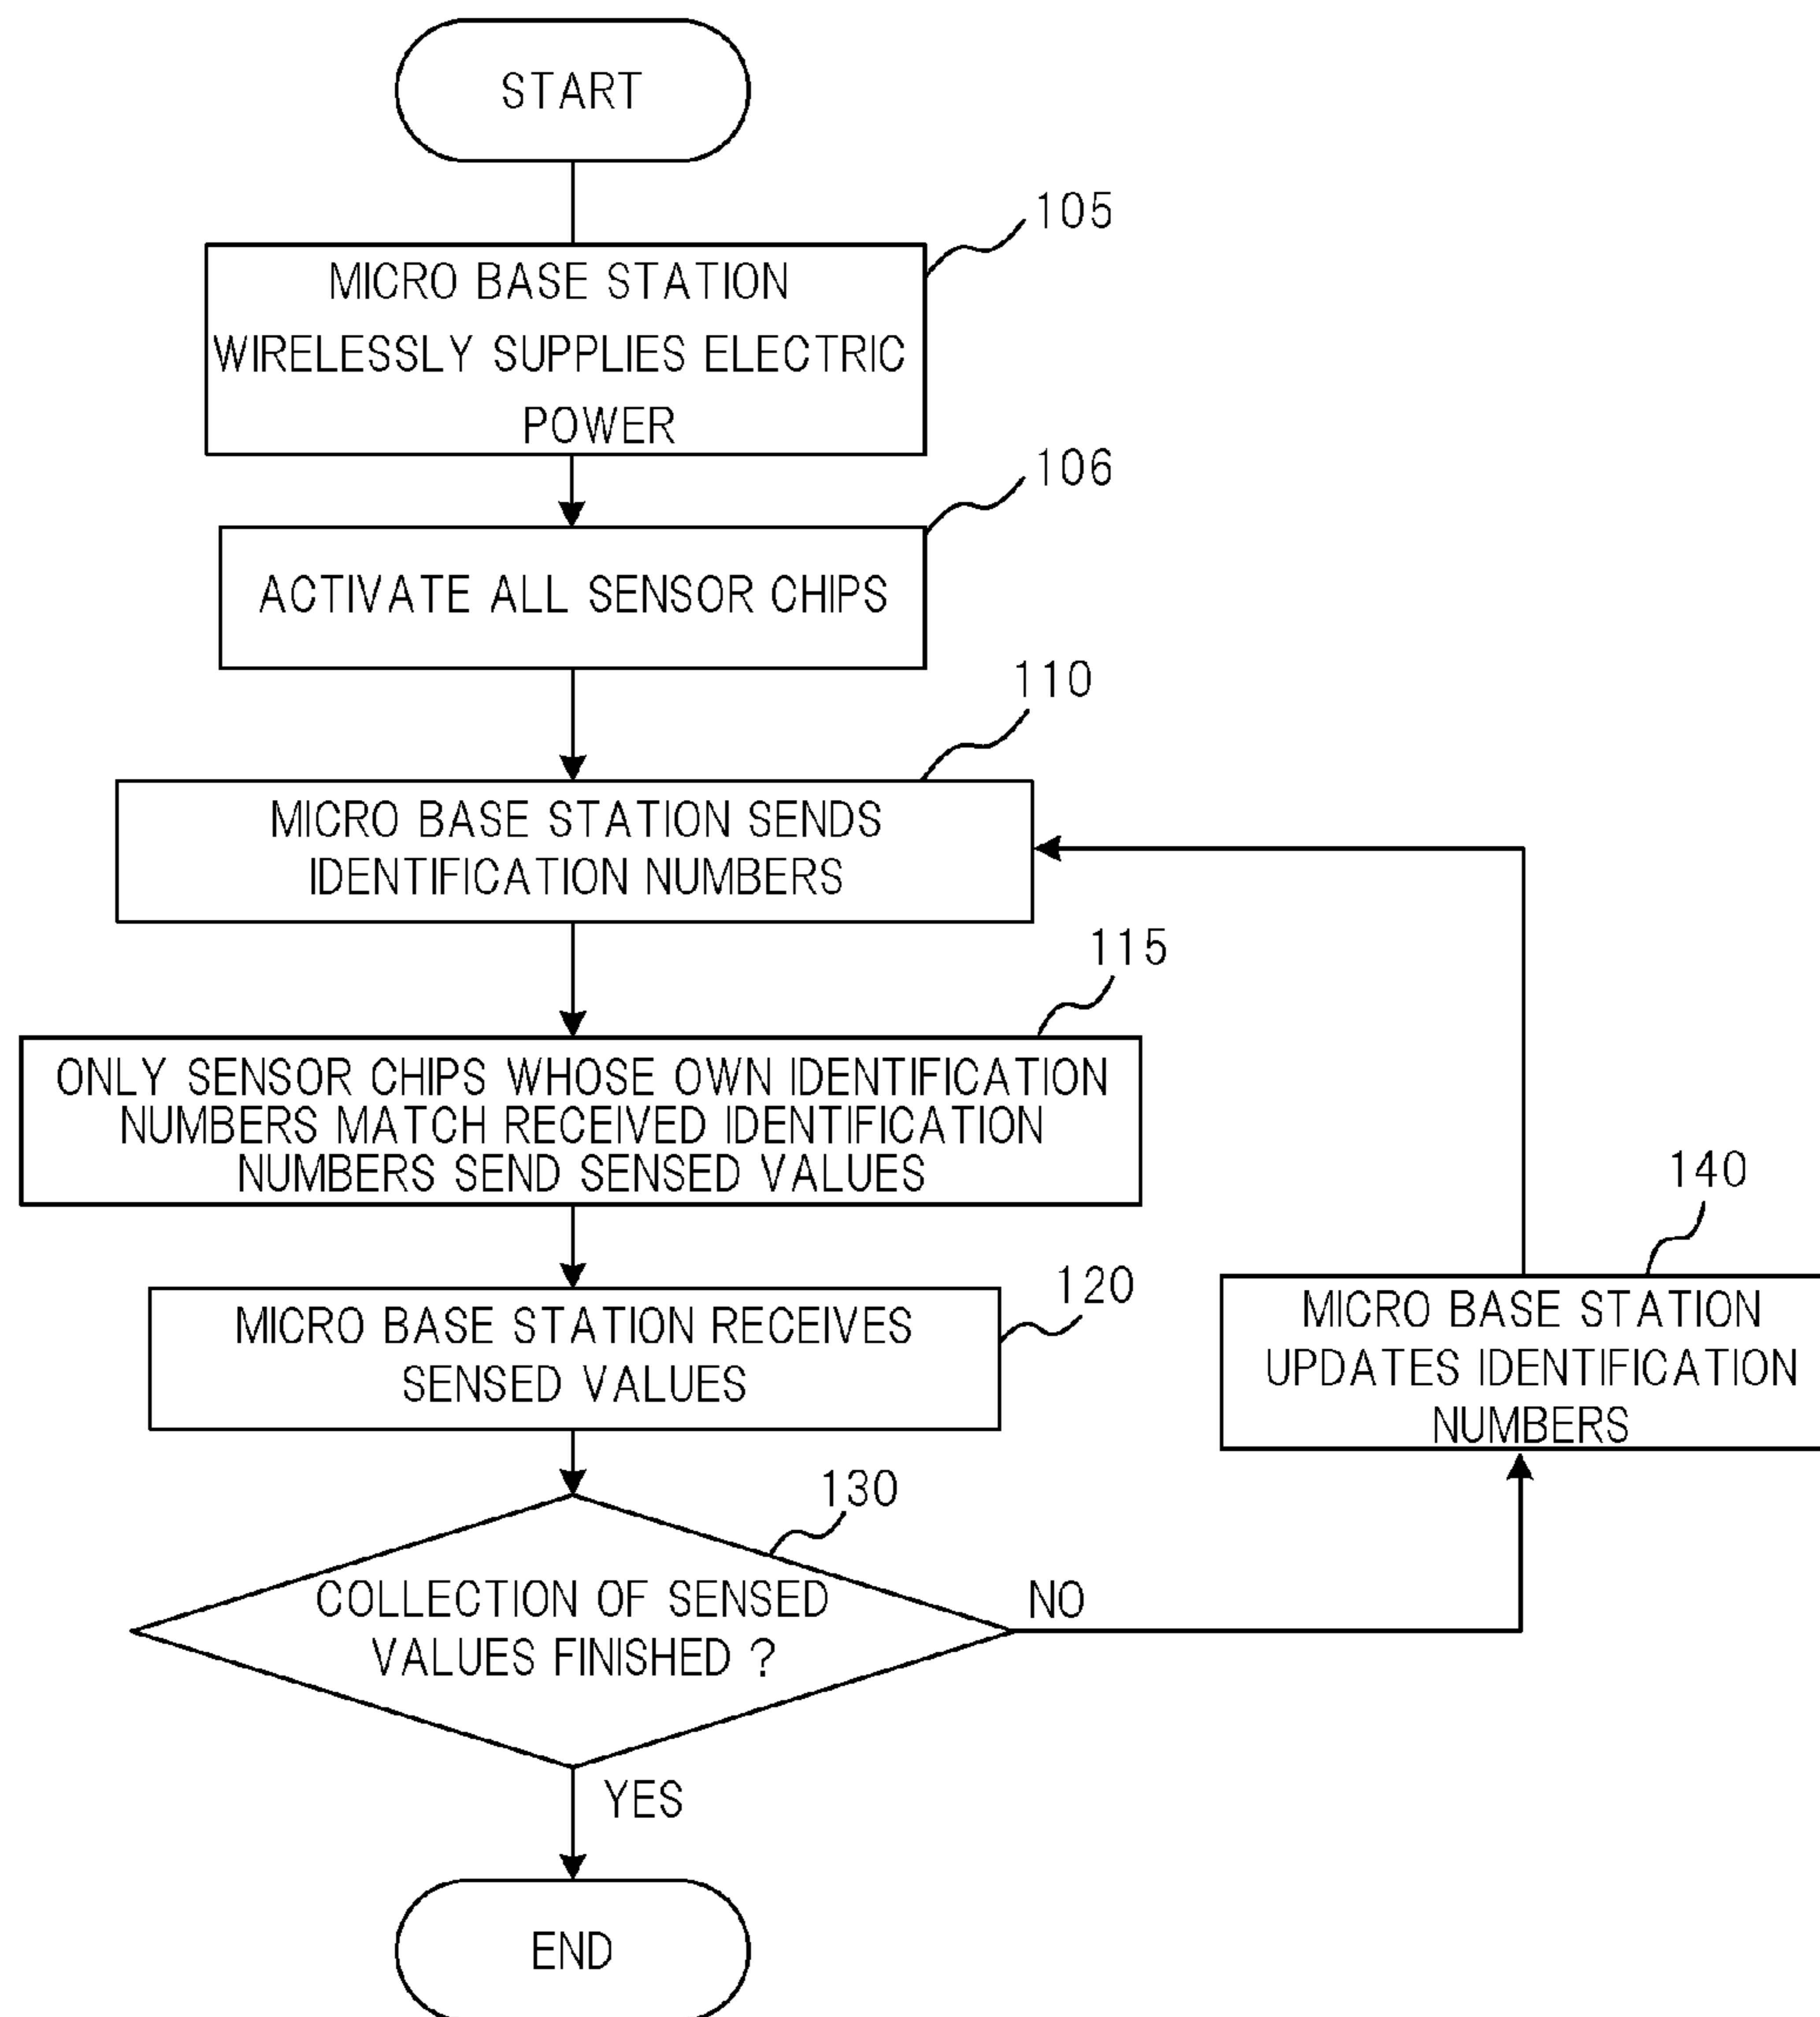 START
105
MICRO BASE STATION
WIRELESSLY SUPPLIES ELECTRIC
POWER
106
ACTIVATE ALL SENSOR CHIPS
110
MICRO BASE STATION SENDS
IDENTIFICATION NUMBERS
115
ONLY SENSOR CHIPS WHOSE OWN IDENTIFICATION
NUMBERS MATCH RECEIVED IDENTIFICATION
NUMBERS SEND SENSED VALUES
120
MICRO BASE STATION RECEIVES
SENSED VALUES
140
MICRO BASE STATION
UPDATES IDENTIFICATION
NUMBERS
130
COLLECTION OF SENSED
VALUES FINISHED ?
NO
YES
END